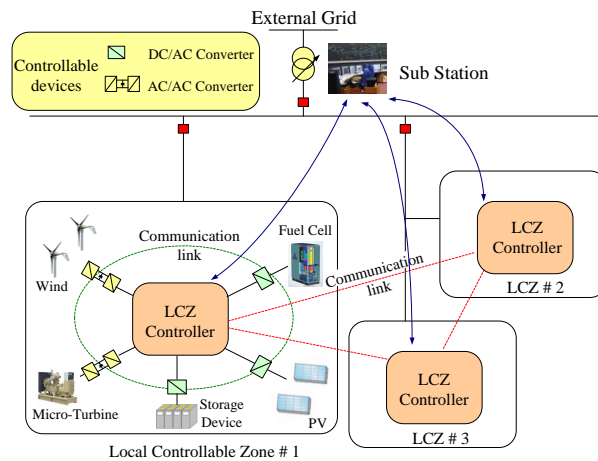 External Grid
DC/AC Converter
Controllable
devices
AC/AC Converter
Sub Station
Communication
link
Fuel Cell
Wind
LCZ
Controller
Communication
link
LCZ
Controller
LCZ # 2
Micro-Turbine
Storage
Device
PV
LCZ
Controller
LCZ # 3
Local Controllable Zone # 1